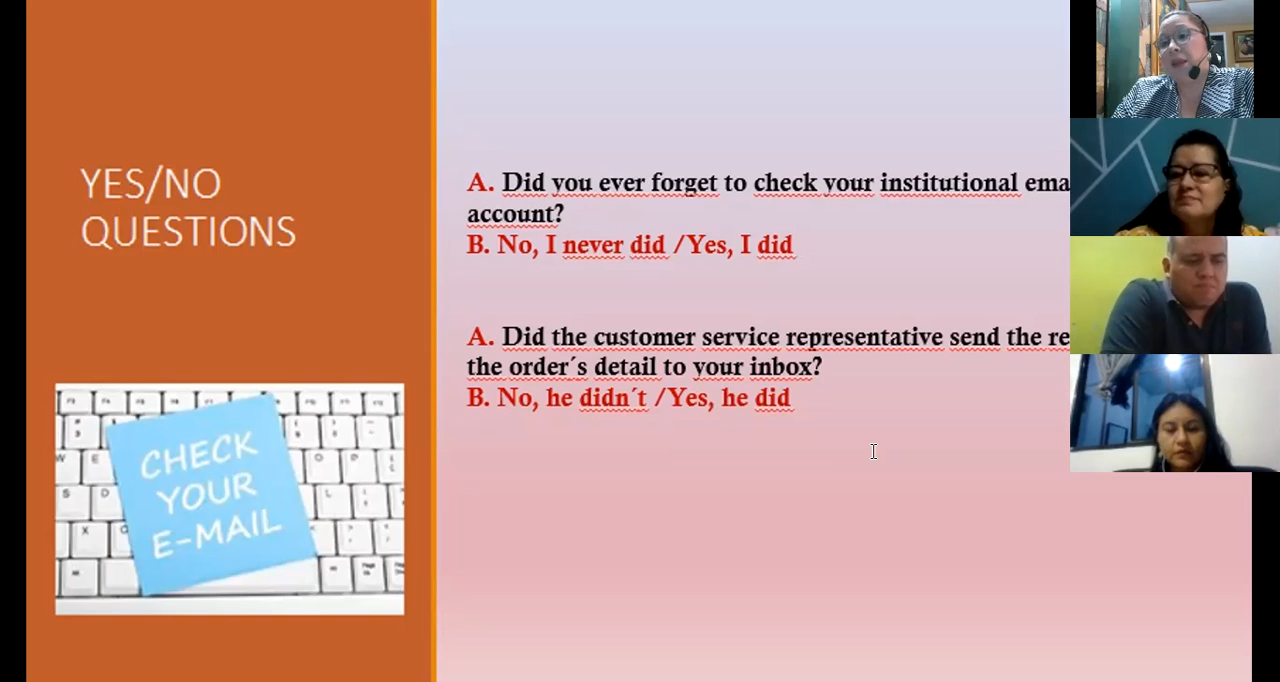 YES/NO
QUESTIONS
A. Did you ever forget to check your institutional
account?
B. No, I never did /Yes, I did
A. Did the customer service representative send the
the order´s detail to your inbox?
B. No, he didn´t /Yes, he did
CHECK
YOUR
E-MAIL